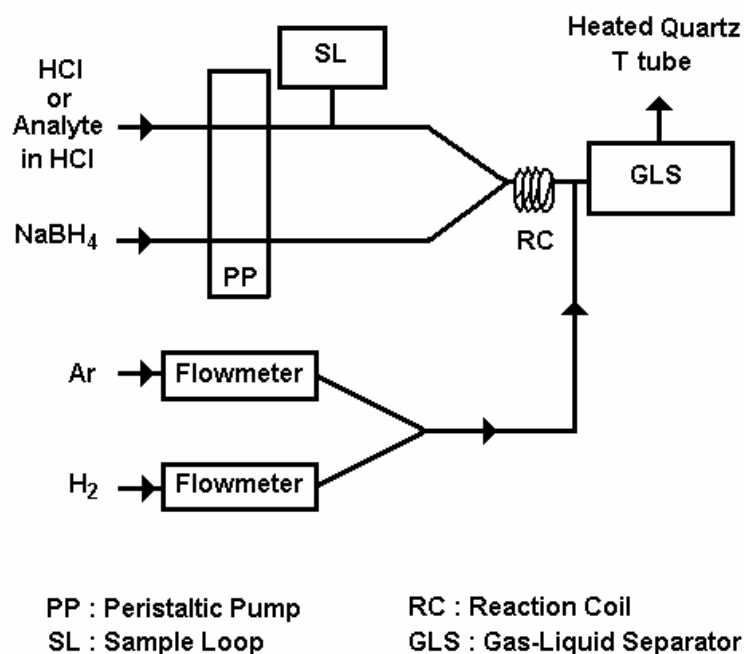 HCl
or
Analyte
in HCl
SL
Heated Quartz
T tube
GLS
NaBH4
PP
RC
Ar
Flowmeter
H2
Flowmeter
PP : Peristaltic Pump
RC : Reaction Coil
SL : Sample Loop
GLS : Gas-Liquid Separator